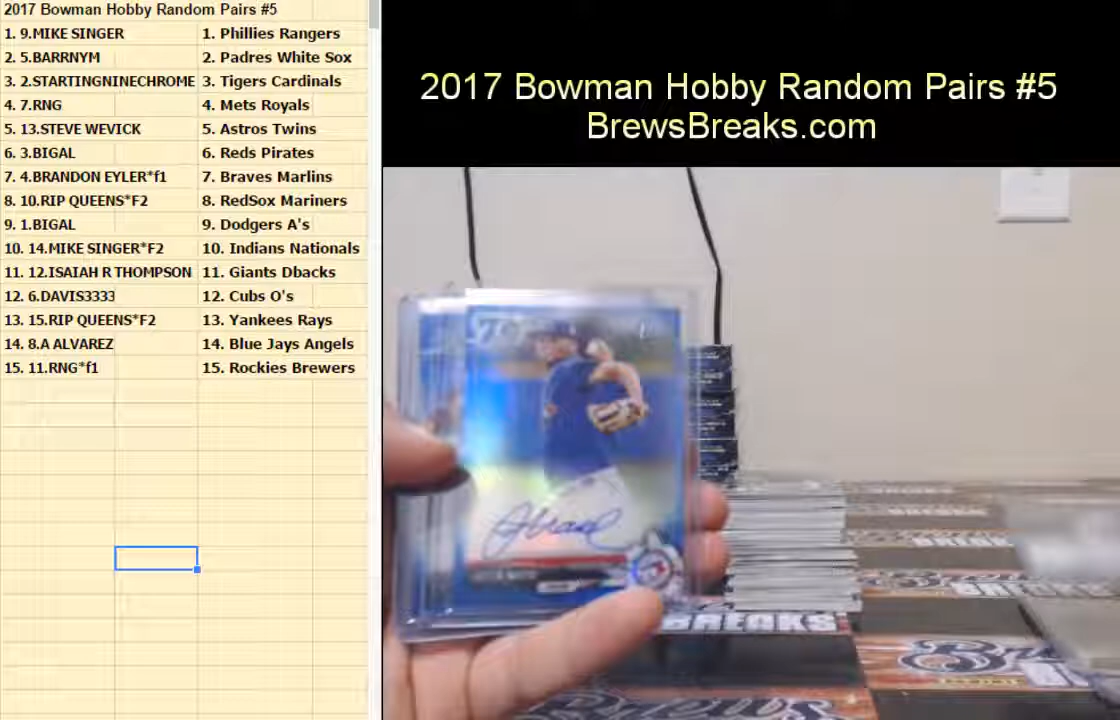 2017 Bowman Hobby Random Pairs #5
1. 9.MIKE SINGER 1. Phillies Rangers
2. 5.BARRNYM 2. Padres White Sox
3. 2.STARTINGNINECHROME 3. Tigers Cardinals
4. 7.RNG 4. Mets Royals
5. 13.STEVE WEVICK 5. Astros Twins
6. 3.BIGAL 6. Reds Pirates
7. 4.BRANDON EYLER*f1 7. Braves Marlins
8. 10.RIP QUEENS*F2 8. RedSox Mariners
9. 1.BIGAL 9. Dodgers A's
10. 14.MIKE SINGER*F2 10. Indians Nationals
11. 12.ISAIAH R THOMPSON 11. Giants Dbacks
12. 6.DAVIS3333 12. Cubs O's
13. 15.RIP QUEENS*F2 13. Yankees Rays
14. 8.A ALVAREZ 14. Blue Jays Angels
15. 11.RNG*f1 15. Rockies Brewers
2017 Bowman Hobby Random Pairs #5
BrewsBreaks.com
BREAKS
Brews